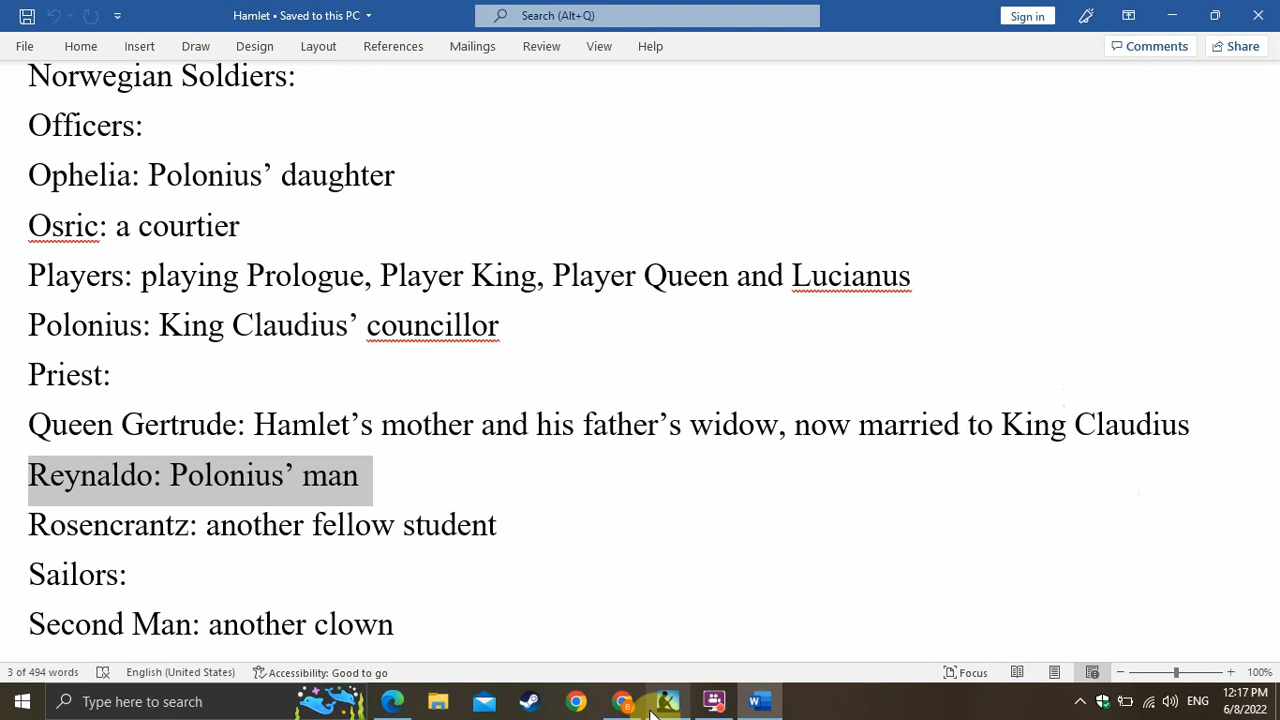 Hamlet • Saved to this PC
Search (Alt+Q)
Sign in
File Home Insert Draw Design Layout References Mailings Review View Help
Comments Share
Norwegian Soldiers:
Officers:
Ophelia: Polonius’ daughter
Osric: a courtier
Players: playing Prologue, Player King, Player Queen and Lucianus
Polonius: King Claudius’ councillor
Priest:
Queen Gertrude: Hamlet’s mother and his father’s widow, now married to King Claudius
Reynaldo: Polonius’ man
Rosencrantz: another fellow student
Sailors:
Second Man: another clown
3 of 494 words English (United States) Accessibility: Good to go Focus 100%
Type here to search
ENG
12:17 PM
6/8/2022